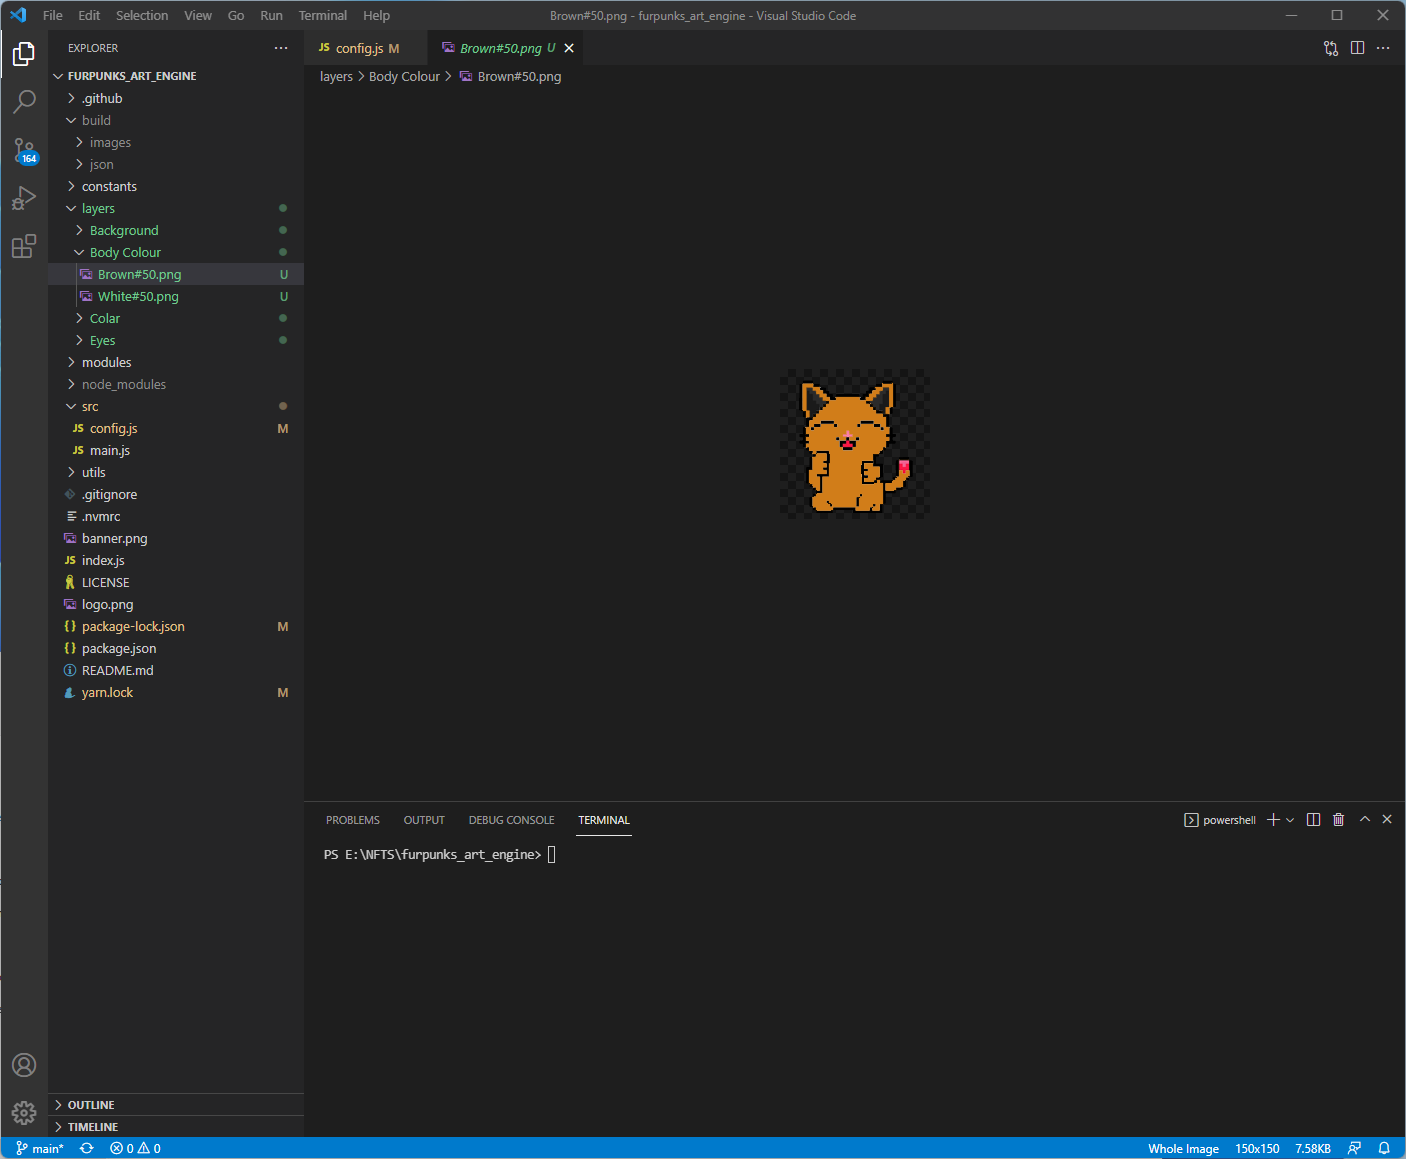 File Edit Selection View Go Run Terminal Help
Brown#50.png - furpunks_art_engine - Visual Studio Code
EXPLORER
JS config.js M
Brown#50.png U
FURPUNKS_ART_ENGINE
layers > Body Colour > Brown#50.png
.github
build
images
164
json
constants
layers
Background
Body Colour
Brown#50.png U
White#50.png U
Colar
Eyes
modules
node_modules
src
JS config.js M
JS main.js
utils
.gitignore
.nvmrc
banner.png
JS index.js
LICENSE
logo.png
{} package-lock.json M
{} package.json
README.md
yarn.lock M
PROBLEMS OUTPUT DEBUG CONSOLE TERMINAL
powershell
PS E:\NFTS\furpunks_art_engine>
OUTLINE
TIMELINE
main* 0 0
Whole Image 150x150 7.58KB